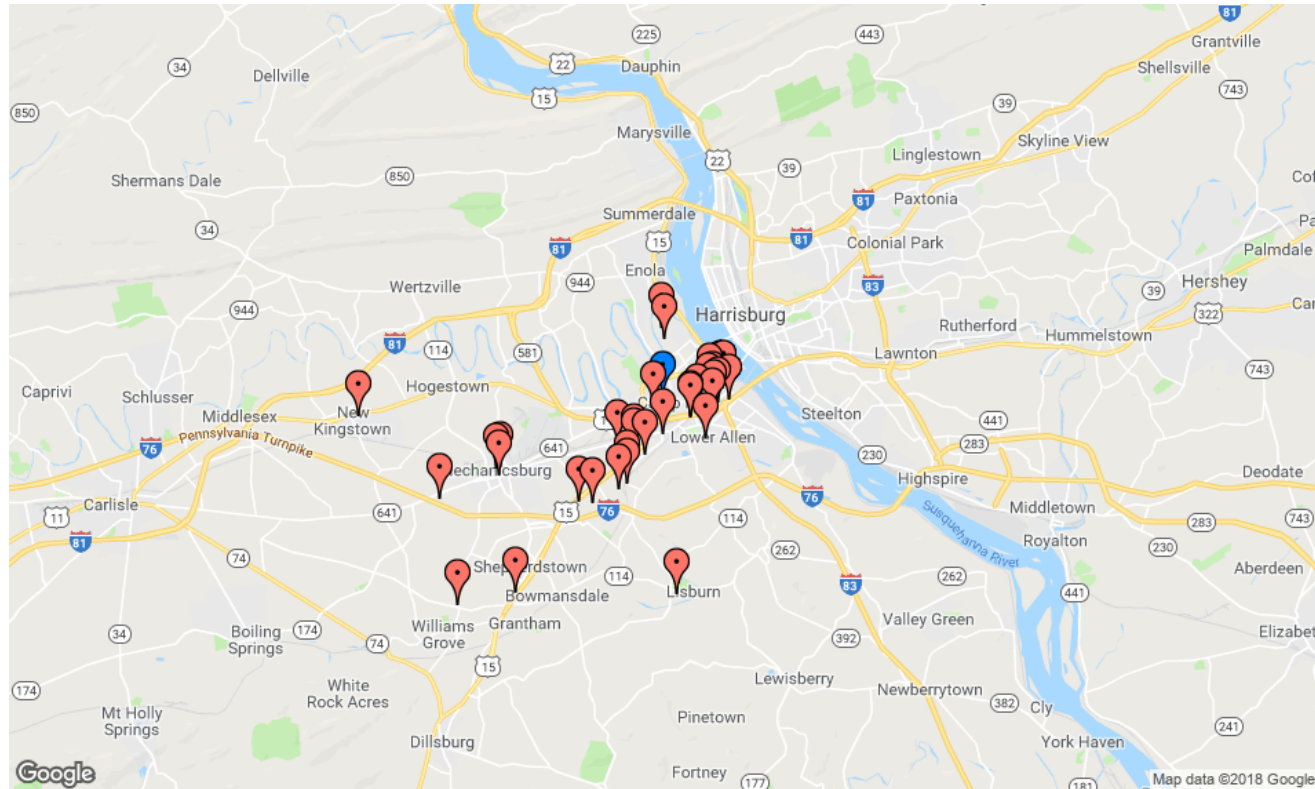 81
Grantville
225
443
34
Dellville
22
Dauphin
Shellsville
15
743
850
39
Marysville
Skyline View
22
Linglestown
39
Shermans Dale
850
81
Paxtonia
Summerdale
34
81
15
81
Colonial Park
Palmdale
Enola
944
83
Hershey
Wertzville
39
944
Harrisburg
322
Rutherford
Hummelstown
81
114
581
Lawnton
743
Caprivi
Schlusser
Hogestown
New
Kingstown
Middlesex
Steelton
441
Pennsylvania Turnpike
Lower Allen
76
641
283
230
Highspire
Deodate
Carlisle
76
11
641
15
76
Middletown
114
743
283
81
Susquehanna River
Royalton
262
230
74
Shepherdstown
114
83
262
Aberdeen
Bowmansdale
Lisburn
441
Williams
Grove
Grantham
Valley Green
34
Boiling
Springs
174
392
74
15
174
White
Rock Acres
Lewisberry
Newberrytown
382
Cly
Mt Holly
Springs
Pinetown
241
Dillsburg
York Haven
Fortney
177
181
Google
Map data ©2018 Google